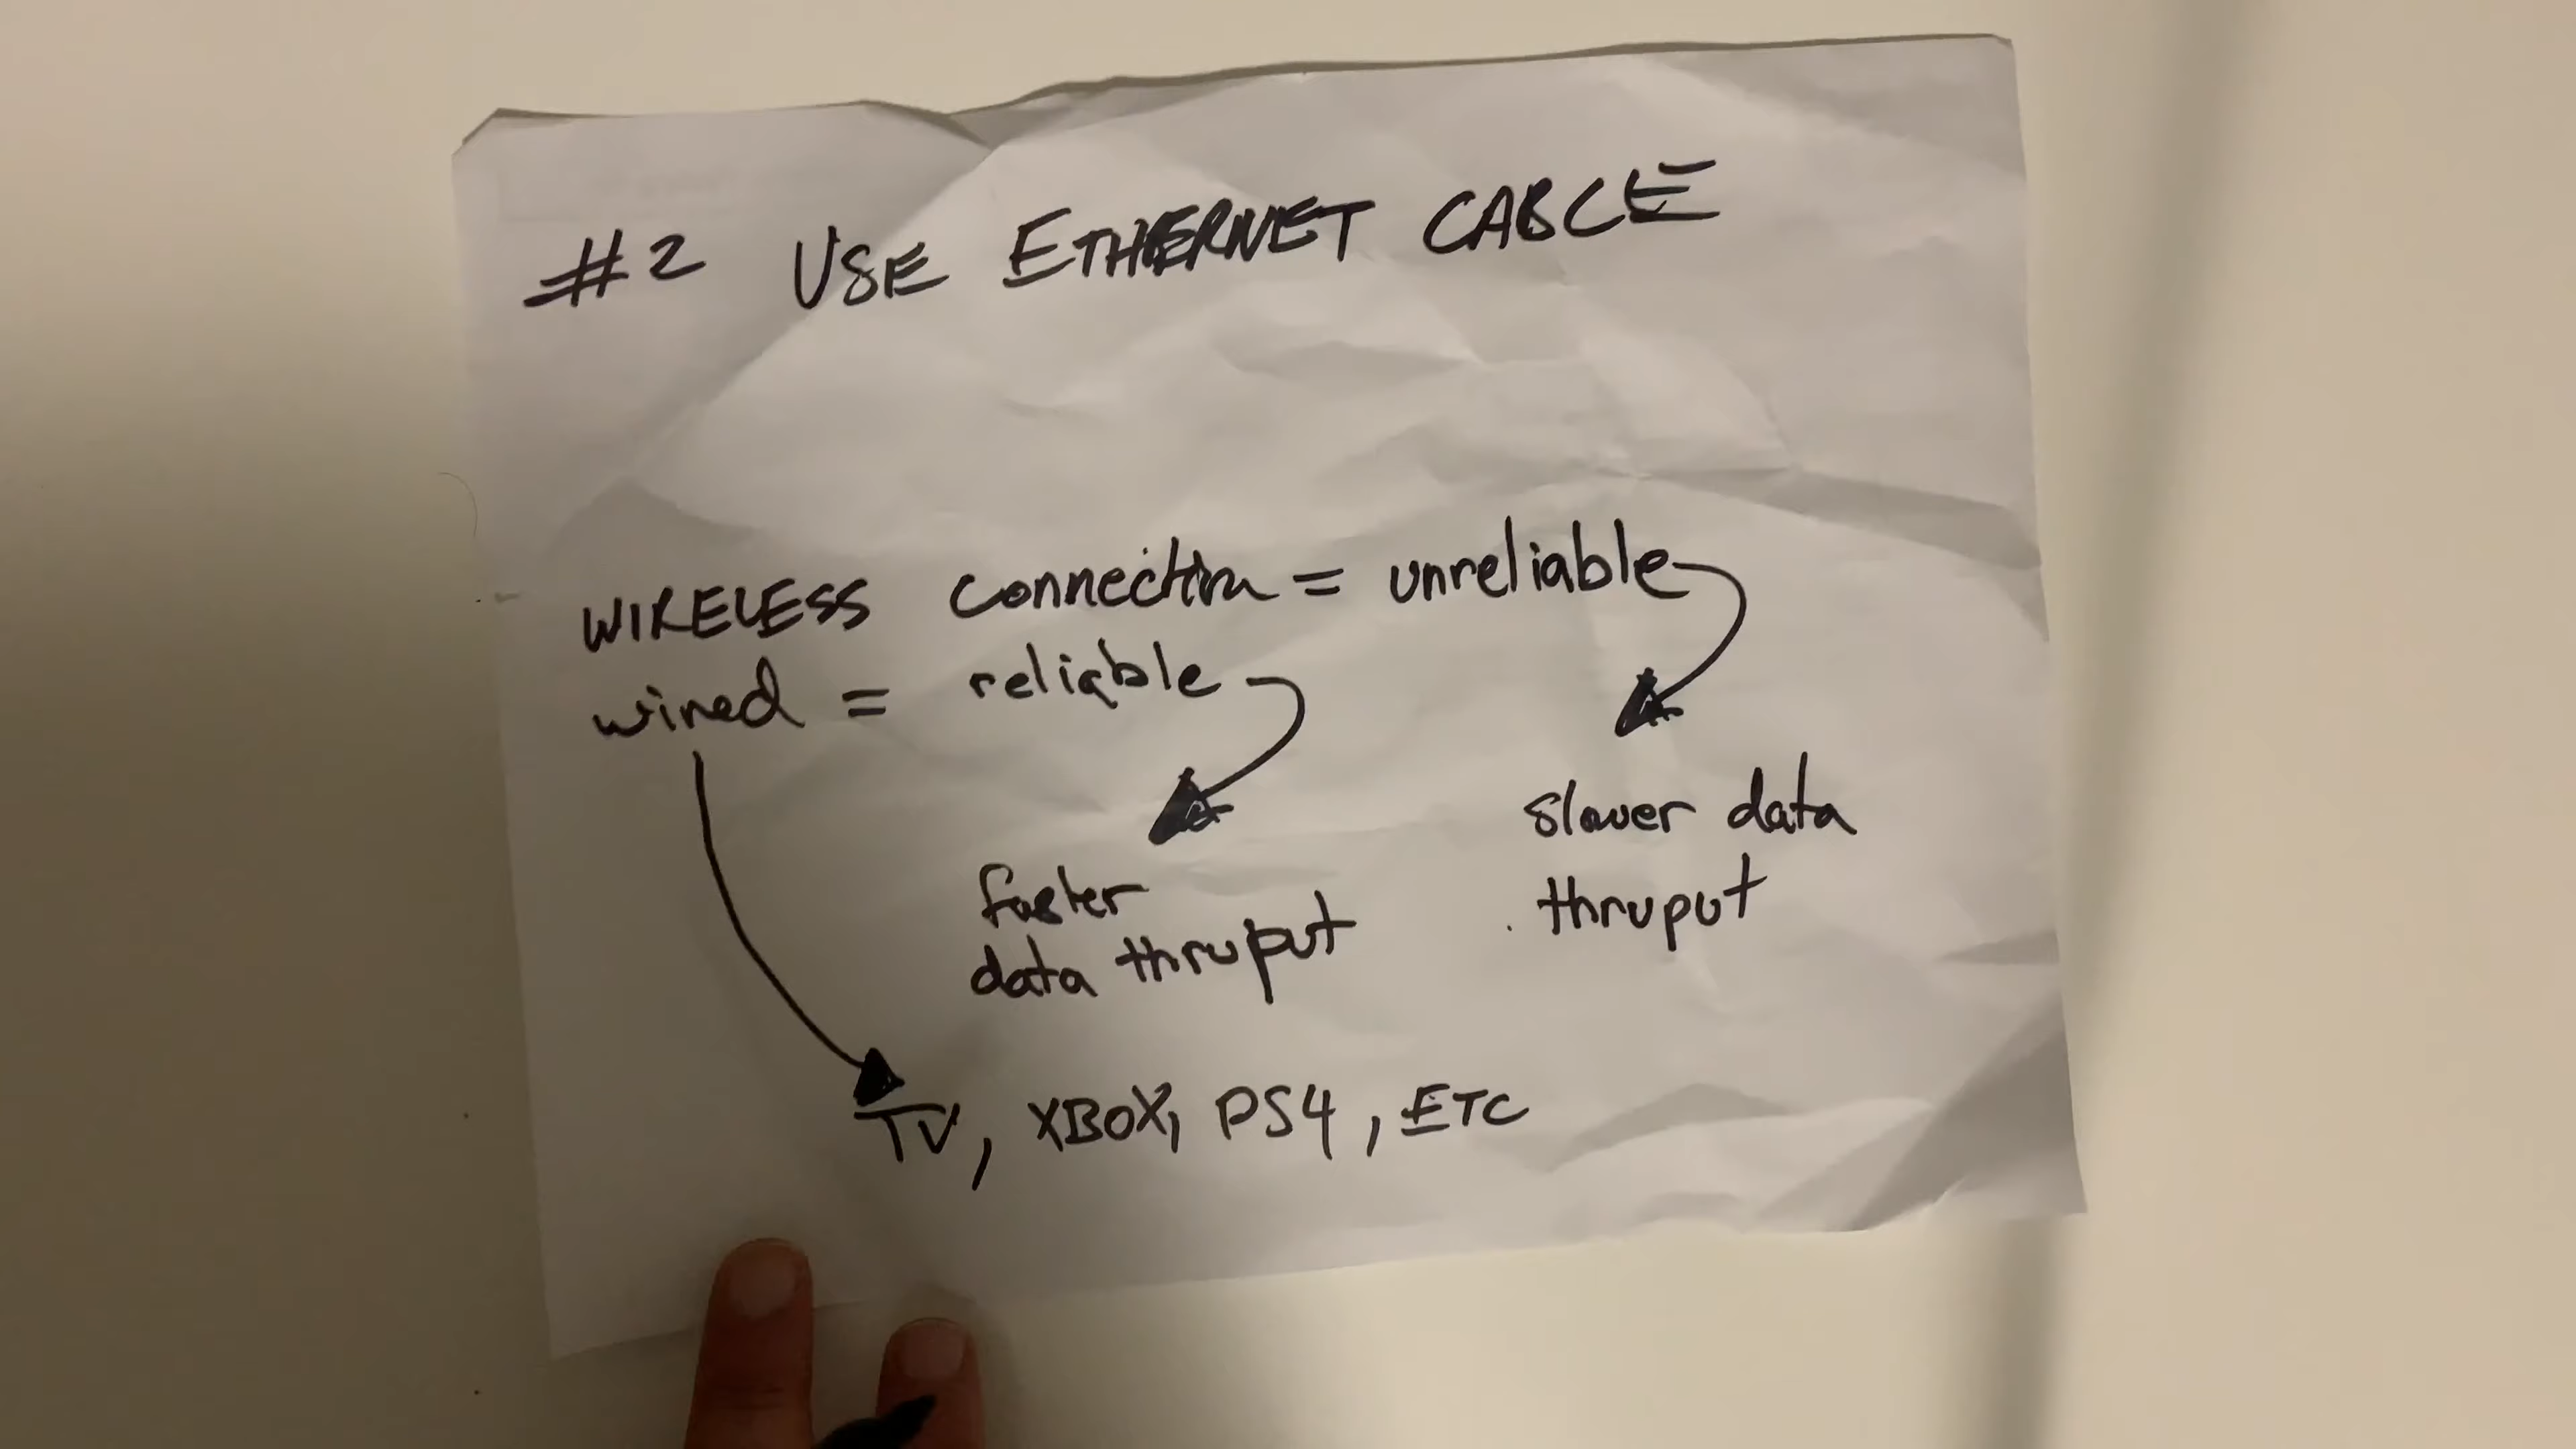 #2 USE ETHERNET CABLE
WIRELESS connection = unreliable
wired = reliable
slower data
thruput
faster
data thruput
TV, XBOX, PS4, ETC